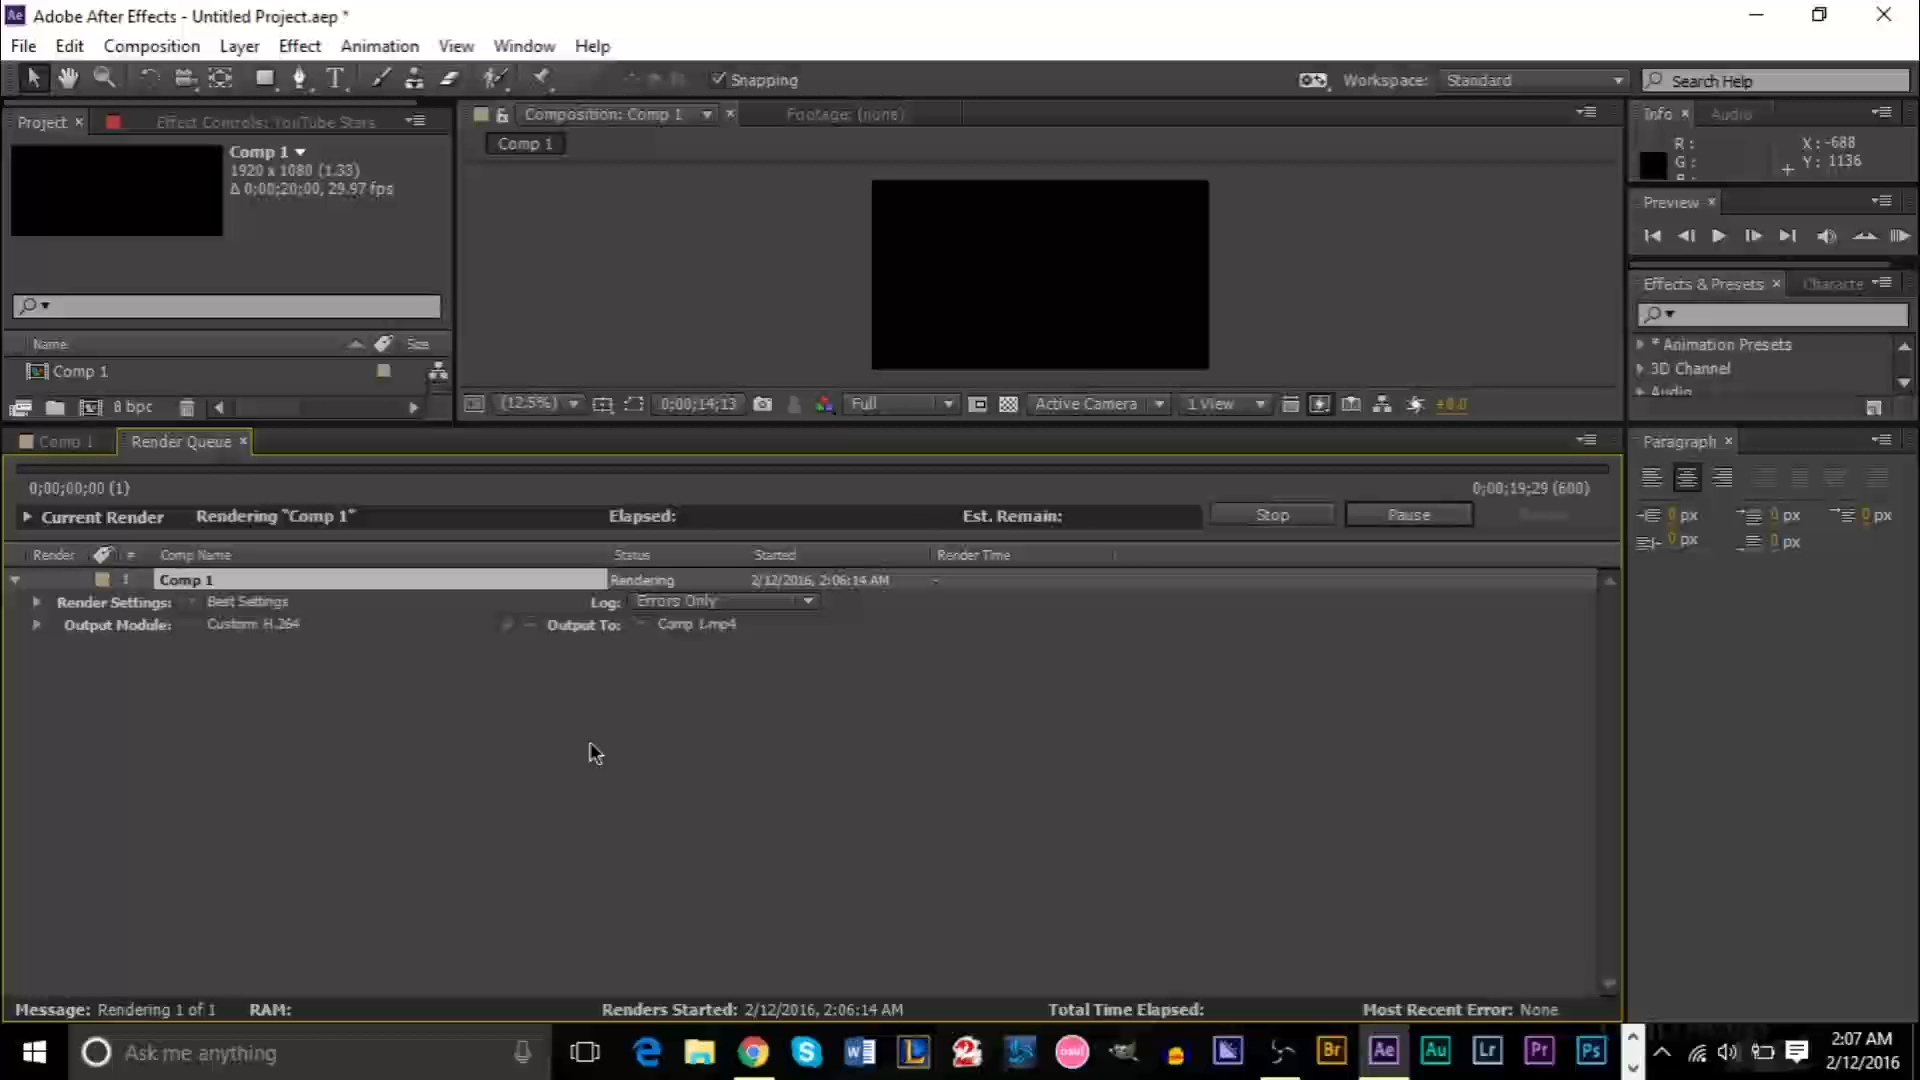 Adobe After Effects - Untitled Project.aep *
File Edit Composition Layer Effect Animation View Window Help
Snapping Workspace: Standard Search Help
Project × Effect Controls: YouTube Stars
Comp 1
1920 x 1080 (1.33)
Δ 0;00;20;00, 29.97 fps
Name Size
Comp 1
8 bpc
Composition: Comp 1 × Footage: (none)
Comp 1
(12.5%) 0;00;14;13 Full Active Camera 1 View +0.0
Info × Audio
R: X: -688
G: Y: 1136
Preview ×
Effects & Presets × Characte
* Animation Presets
3D Channel
Audio
Comp 1 Render Queue ×
0;00;00;00 (1) 0;00;19;29 (600)
Current Render Rendering "Comp 1" Elapsed: Est. Remain: Stop Pause
Render # Comp Name Status Started Render Time
1 Comp 1 Rendering 2/12/2016, 2:06:14 AM -
Render Settings: Best Settings Log: Errors Only
Output Module: Custom: H.264 Output To: Comp 1.mp4
Paragraph ×
0 px 0 px 0 px
0 px 0 px
Message: Rendering 1 of 1 RAM: Renders Started: 2/12/2016, 2:06:14 AM Total Time Elapsed: Most Recent Error: None
Ask me anything
osu!
Br Ae Au Lr Pr Ps
2:07 AM
2/12/2016